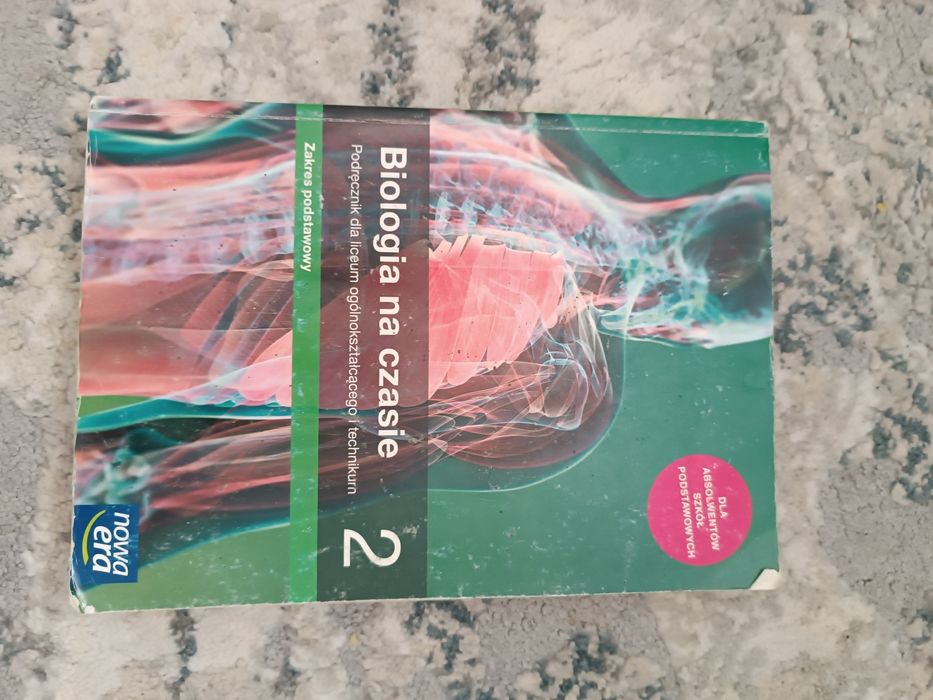 DLA
ABSOLWENTÓW
SZKÓŁ
PODSTAWOWYCH
Biologia na czasie 2
Podręcznik dla liceum ogólnokształcącego i technikum
Zakres podstawowy
nowa
era